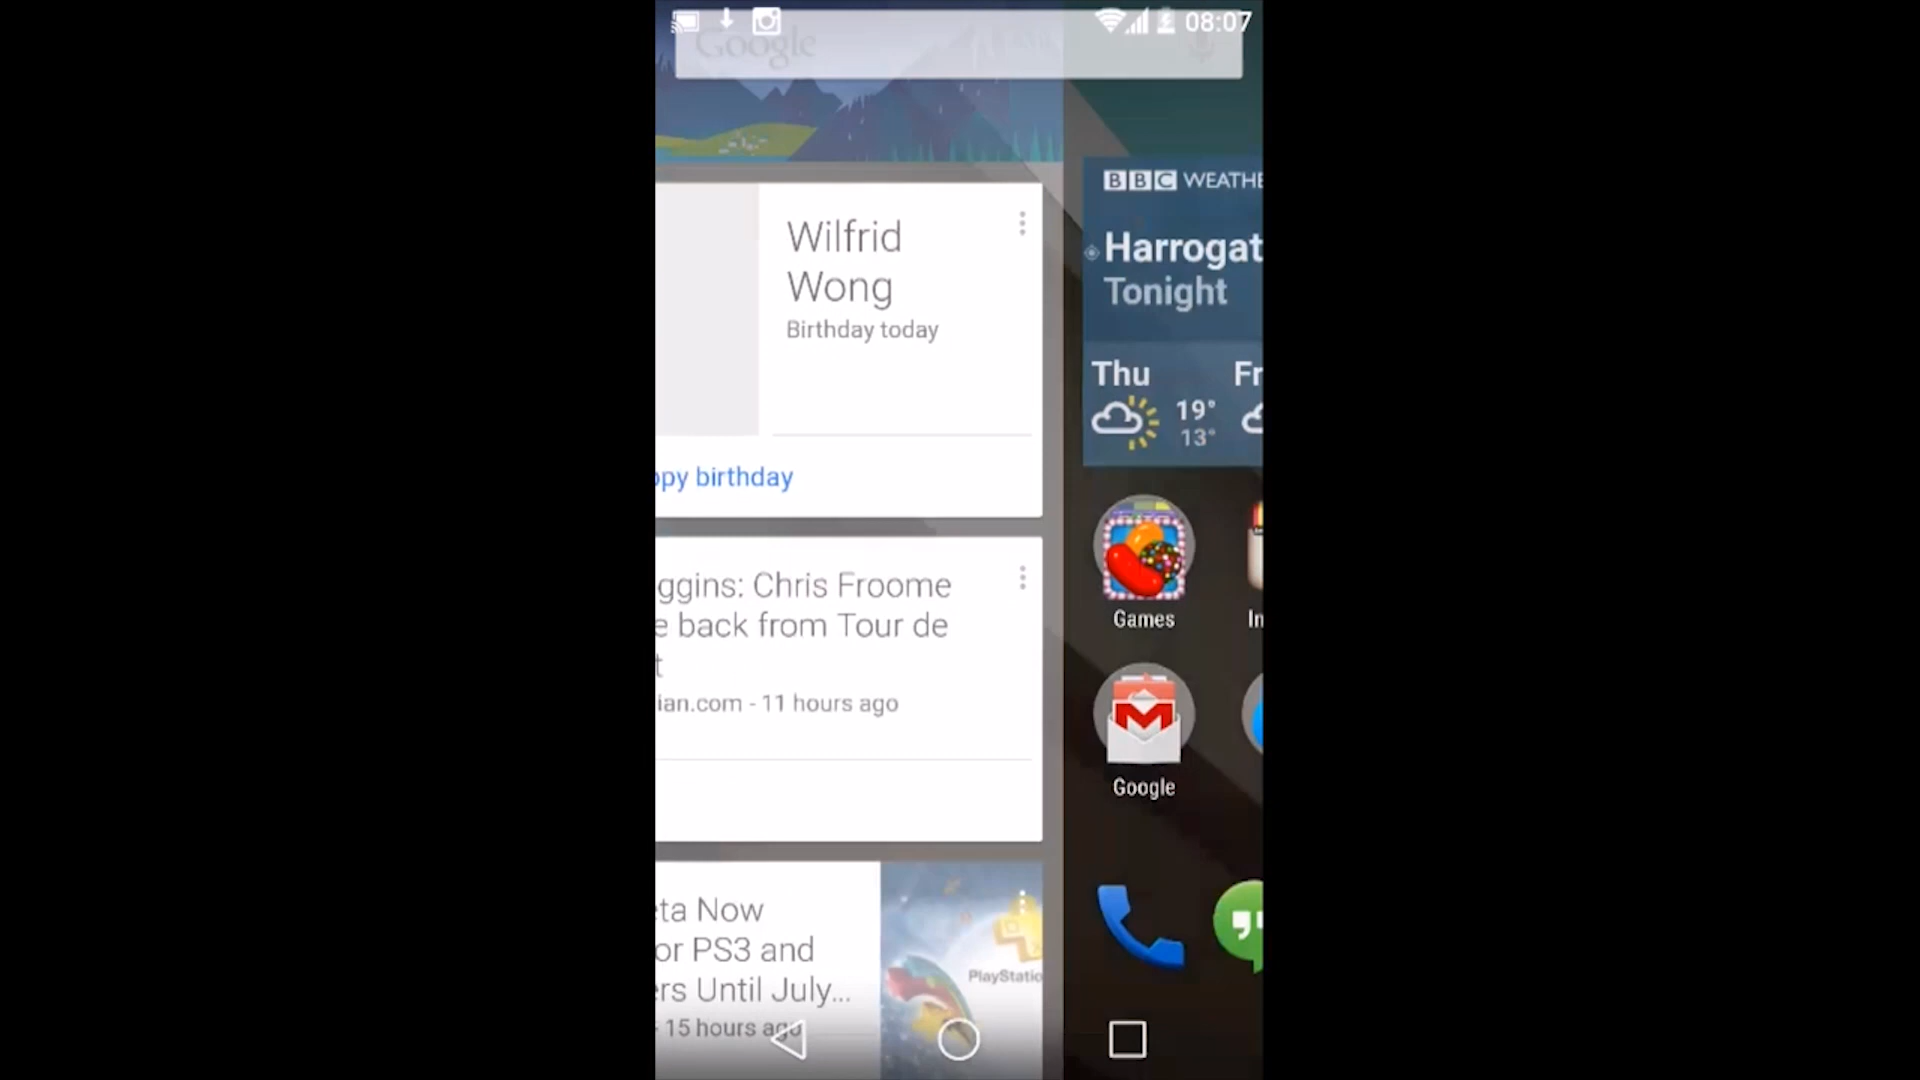 08:07
Google
Wilfrid
Wong
Birthday today
ppy birthday
ggins: Chris Froome
e back from Tour de
t
ian.com - 11 hours ago
eta Now
or PS3 and
ers Until July...
- 15 hours ago
PlayStatio
BBC WEATHE
Harrogat
Tonight
Thu
Fr
19°
13°
Games
In
Google